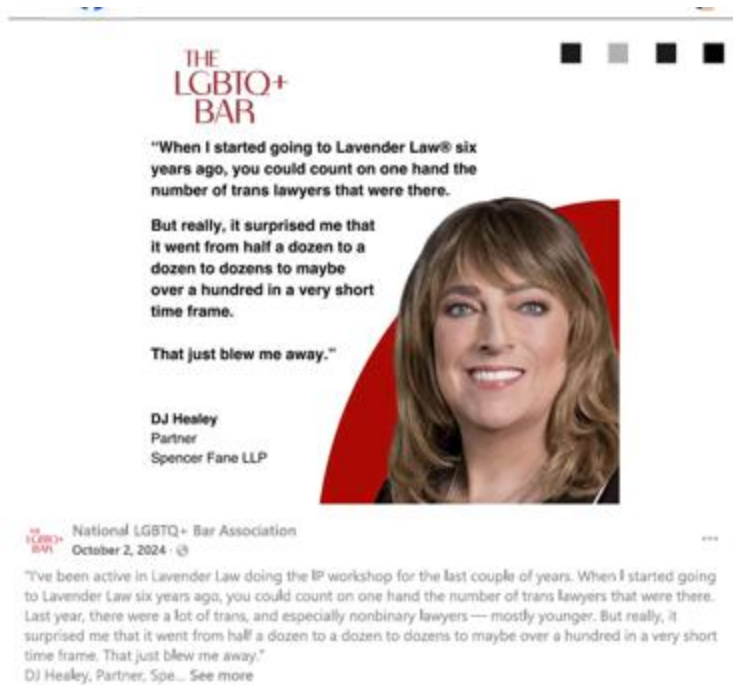 THE
LGBTQ+
BAR
"When I started going to Lavender Law® six
years ago, you could count on one hand the
number of trans lawyers that were there.
But really, it surprised me that
it went from half a dozen to a
dozen to dozens to maybe
over a hundred in a very short
time frame.
That just blew me away."
DJ Healey
Partner
Spencer Fane LLP
THE
LGBTQ+
BAR
National LGBTQ+ Bar Association
October 2, 2024 ·
"I've been active in Lavender Law doing the IP workshop for the last couple of years. When I started going
to Lavender Law six years ago, you could count on one hand the number of trans lawyers that were there.
Last year, there were a lot of trans, and especially nonbinary lawyers — mostly younger. But really, it
surprised me that it went from half a dozen to a dozen to dozens to maybe over a hundred in a very short
time frame. That just blew me away."
DJ Healey, Partner, Spe... See more